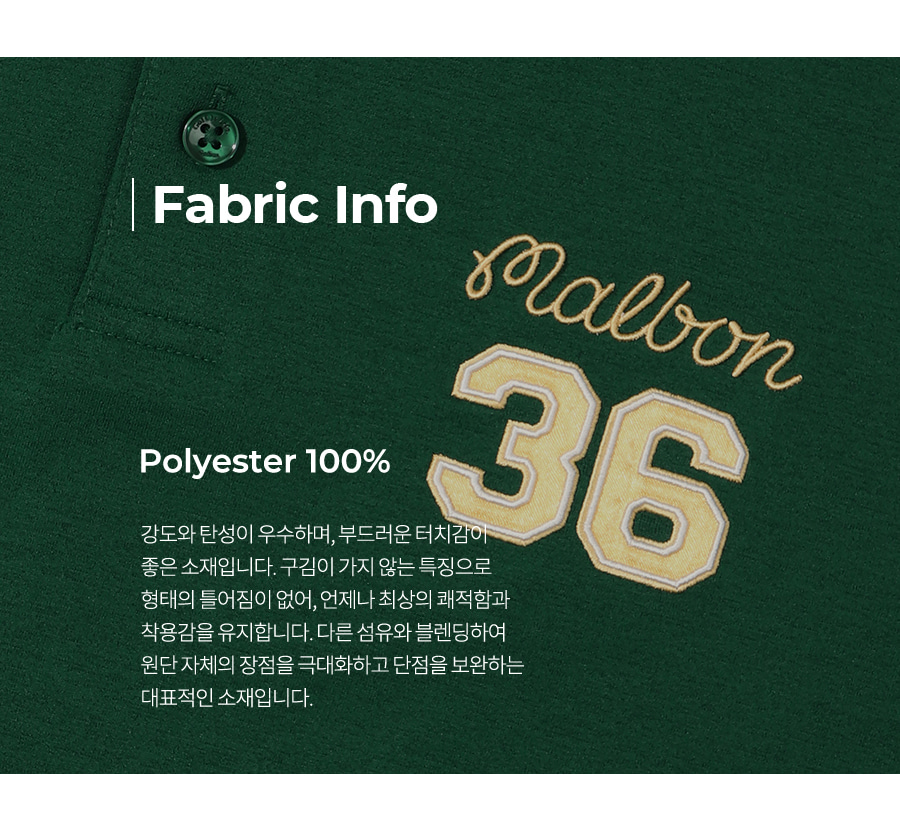 Fabric Info
malbon
36
Polyester 100%
강도와 탄성이 우수하며, 부드러운 터치감이
좋은 소재입니다. 구김이 가지 않는 특징으로
형태의 틀어짐이 없어, 언제나 최상의 쾌적함과
착용감을 유지합니다. 다른 섬유와 블렌딩하여
원단 자체의 장점을 극대화하고 단점을 보완하는
대표적인 소재입니다.